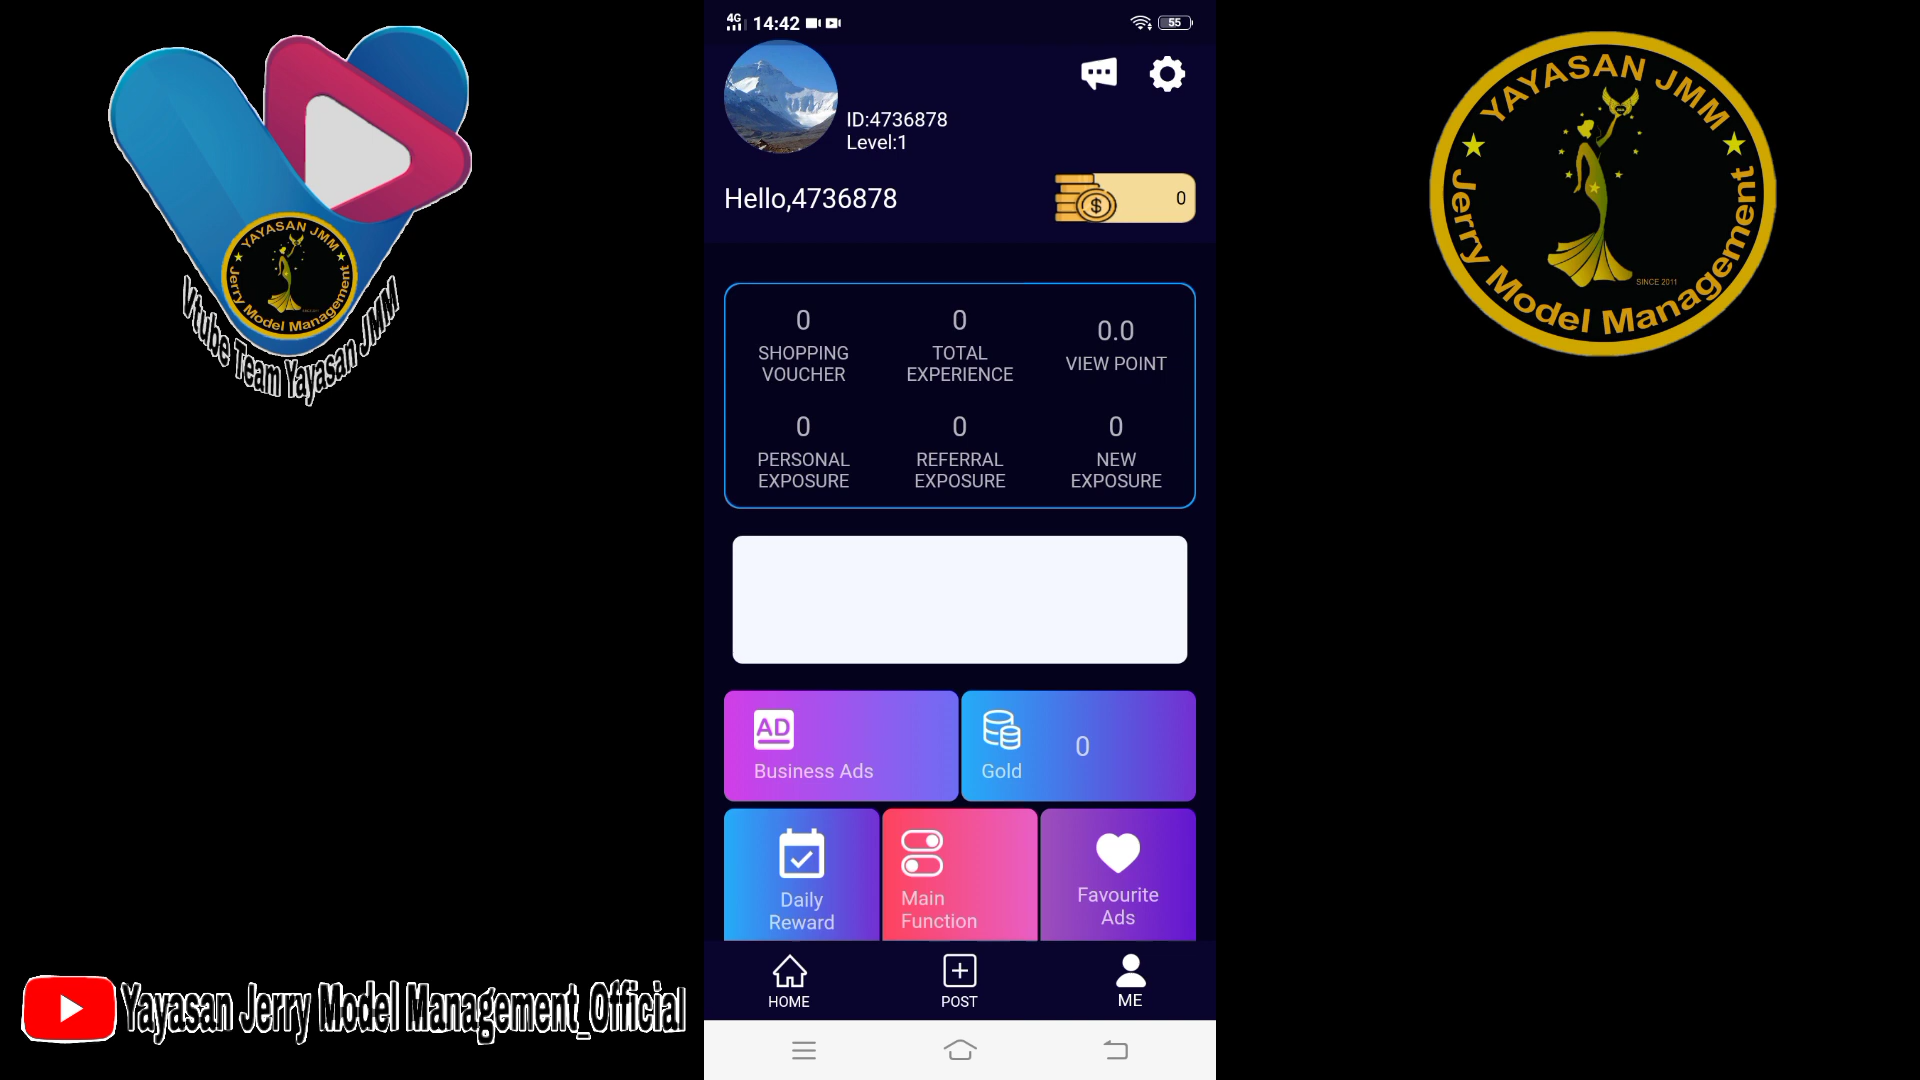 4G 14:42
55
ID:4736878
Level:1
Hello,4736878
$ 0
0 0 0.0
SHOPPING VOUCHER
TOTAL EXPERIENCE
VIEW POINT
0 0 0
PERSONAL EXPOSURE
REFERRAL EXPOSURE
NEW EXPOSURE
AD
Business Ads
Gold
0
Daily Reward
Main Function
Favourite Ads
HOME
POST
ME
YAYASAN JMM
Jerry Model Management
Vtube Team Yayasan JMM
YAYASAN JMM
Jerry Model Management
SINCE 2011
Yayasan Jerry Model Management_Official